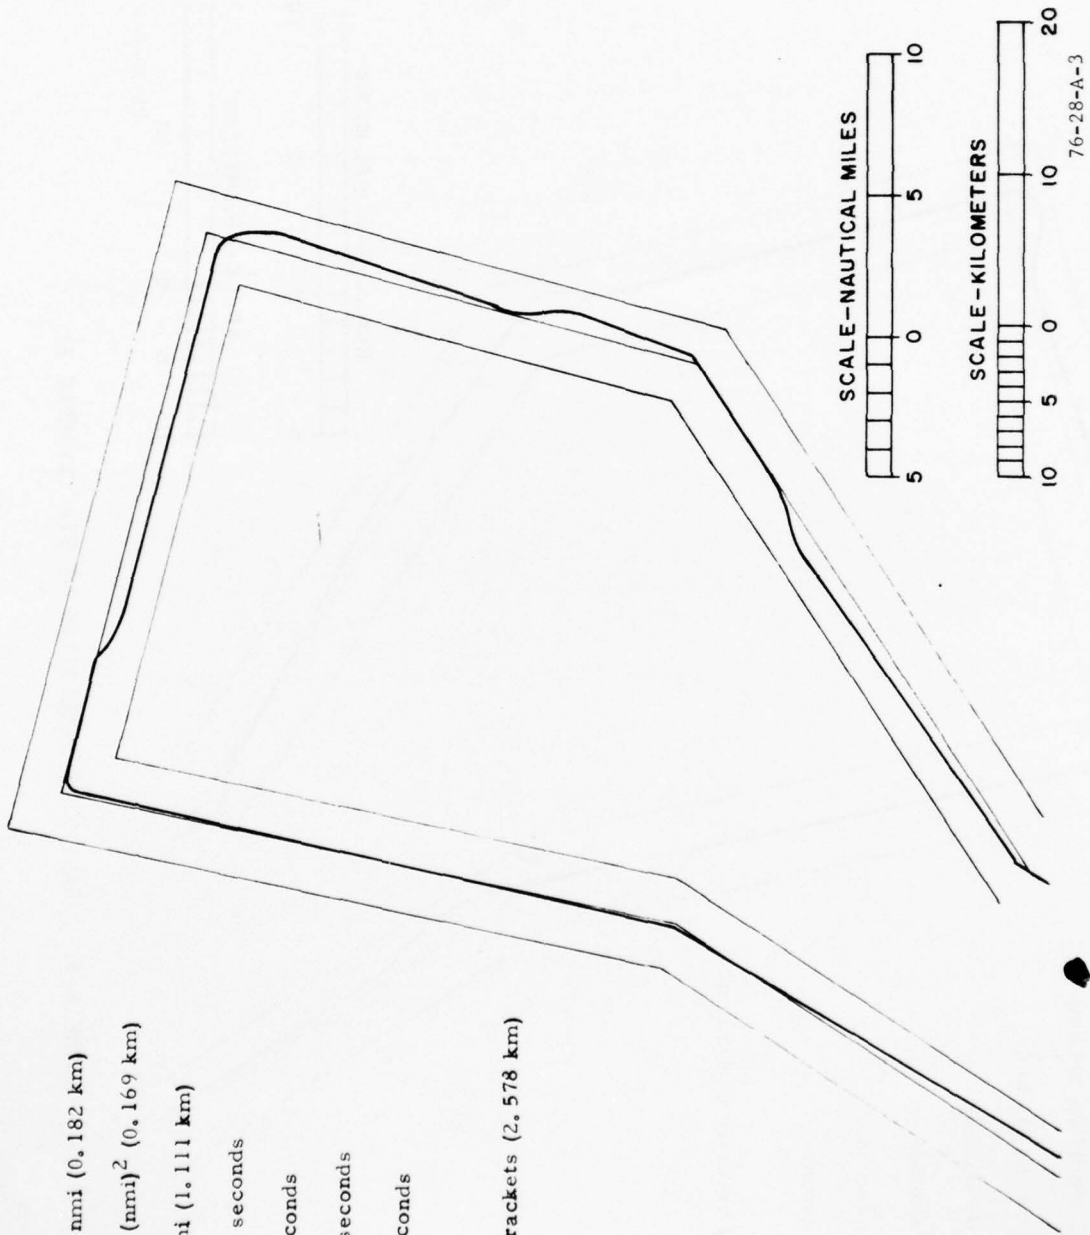 nmi (0.182 km)
(nmi)² (0.169 km)
mi (1.111 km)
seconds
conds
seconds
conds
rackets (2.578 km)
SCALE-NAUTICAL MILES
5 0 5 10
SCALE-KILOMETERS
10 5 0 10 20
76-28-A-3